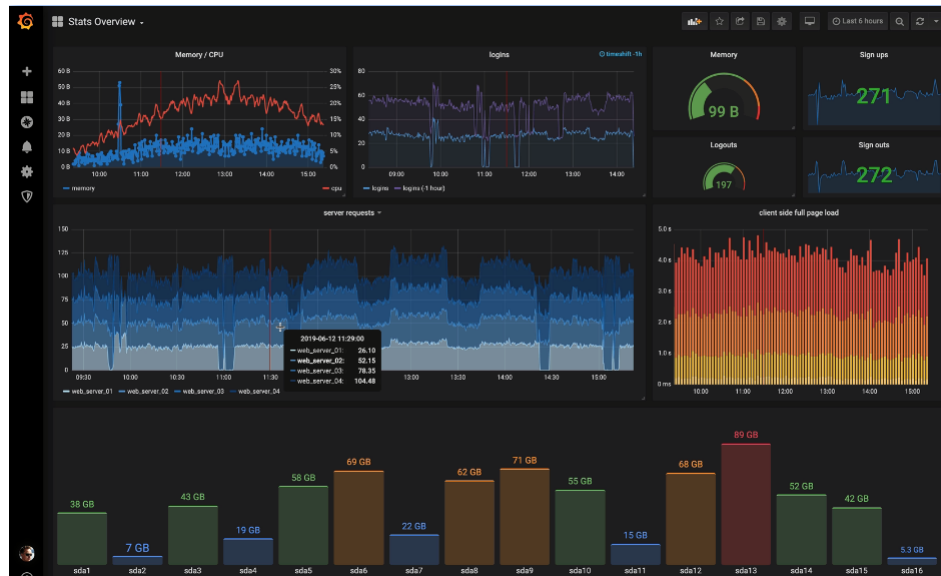 Stats Overview
Last 6 hours
Memory / CPU
60 B
50 B
40 B
30 B
20 B
10 B
0 B
30%
25%
20%
15%
10%
5%
0%
10:00 11:00 12:00 13:00 14:00 15:00
memory cpu
logins
timeshift -1h
80
60
40
20
0
09:00 10:00 11:00 12:00 13:00 14:00
logins logins (-1 hour)
Memory
99 B
Sign ups
271
Logouts
197
Sign outs
272
server requests
150
125
100
75
50
25
0
09:30 10:00 10:30 11:00 11:30 13:00 13:30 14:00 14:30 15:00
2019-06-12 11:29:00
web_server_01: 26.10
web_server_02: 52.15
web_server_03: 78.35
web_server_04: 104.48
web_server_01 web_server_02 web_server_03 web_server_04
client side full page load
5.0 s
4.0 s
3.0 s
2.0 s
1.0 s
0 ms
10:00 11:00 12:00 13:00 14:00 15:00
38 GB 7 GB 43 GB 19 GB 58 GB 69 GB 22 GB 62 GB 71 GB 55 GB 15 GB 68 GB 89 GB 52 GB 42 GB 5.3 GB
sda1 sda2 sda3 sda4 sda5 sda6 sda7 sda8 sda9 sda10 sda11 sda12 sda13 sda14 sda15 sda16